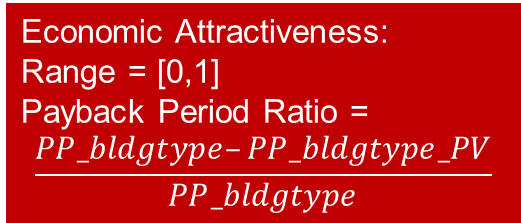 Economic Attractiveness:
Range = [0,1]
Payback Period Ratio =
PP_bldgtype– PP_bldgtype_PV
PP_bldgtype